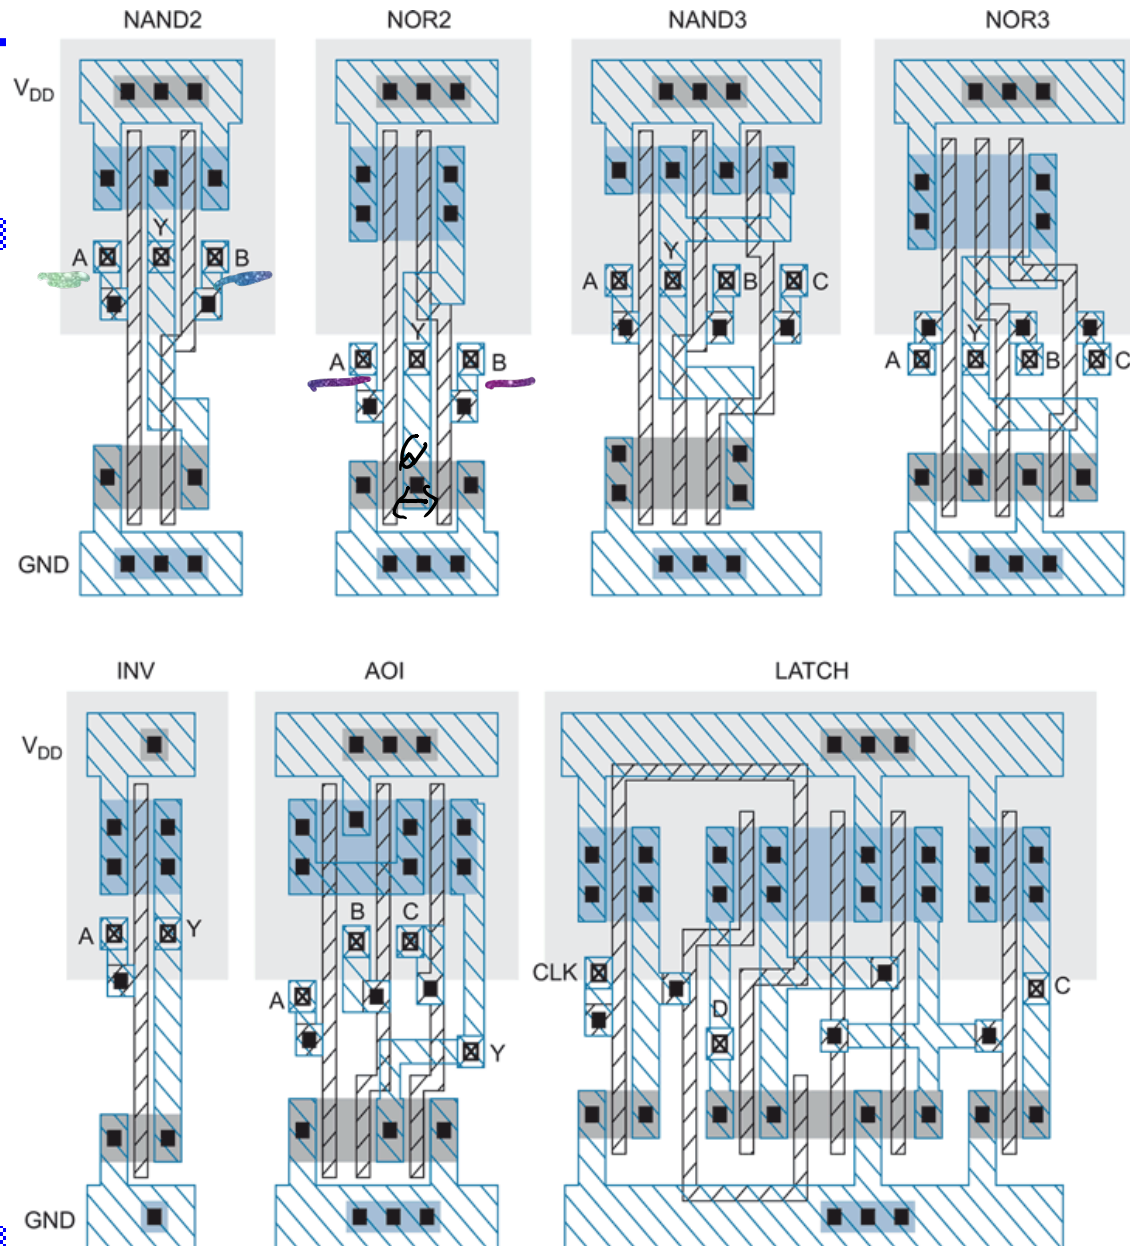 NAND2 NOR2 NAND3 NOR3
VDD
Y
A B
Y
A B C
Y
A B
Y
A B C
GND
INV AOI LATCH
VDD
B C
A Y
CLK C
A Y
D
GND